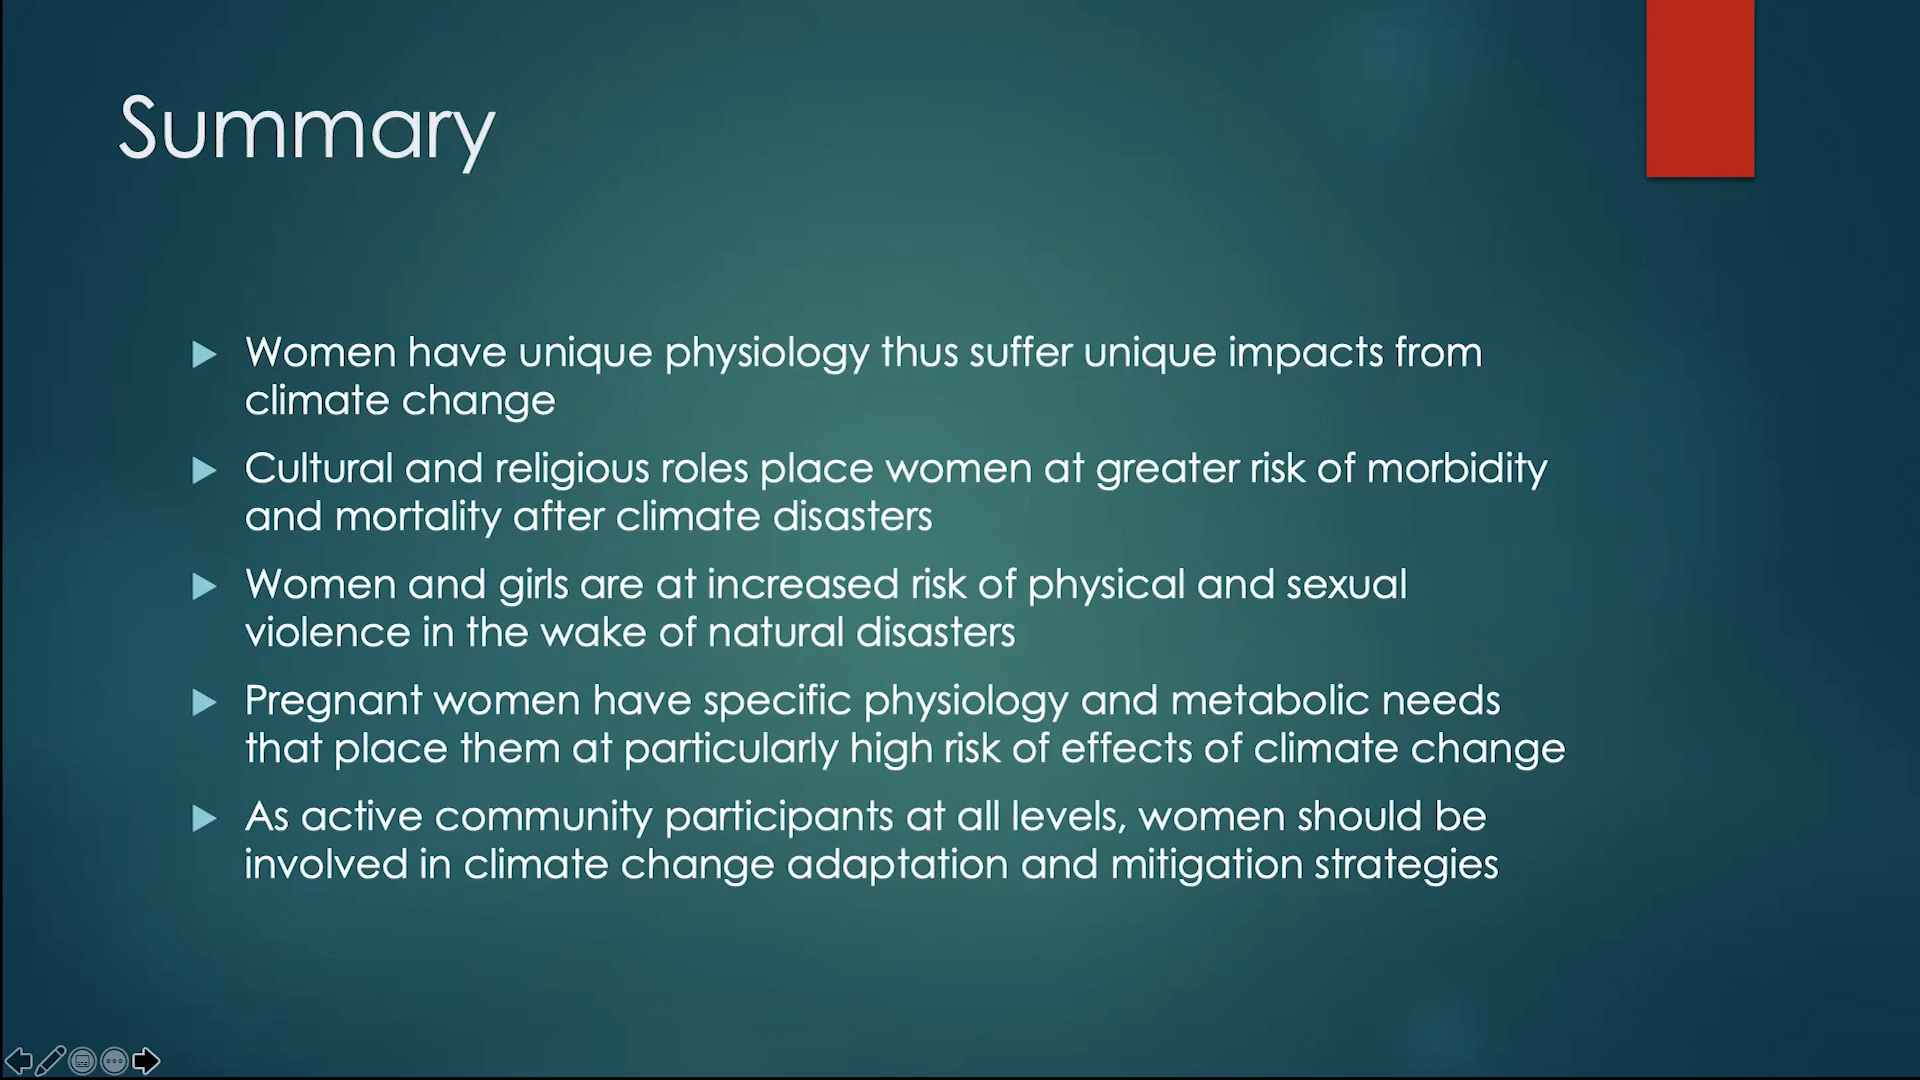 Summary
Women have unique physiology thus suffer unique impacts from
climate change
Cultural and religious roles place women at greater risk of morbidity
and mortality after climate disasters
Women and girls are at increased risk of physical and sexual
violence in the wake of natural disasters
Pregnant women have specific physiology and metabolic needs
that place them at particularly high risk of effects of climate change
As active community participants at all levels, women should be
involved in climate change adaptation and mitigation strategies